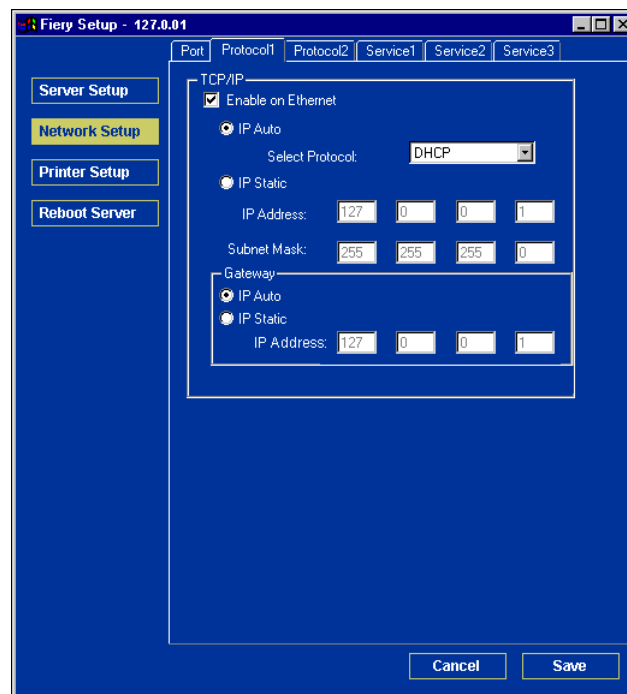 Fiery Setup - 127.0.01
Port Protocol1 Protocol2 Service1 Service2 Service3
Server Setup
Network Setup
Printer Setup
Reboot Server
TCP/IP
Enable on Ethernet
IP Auto
Select Protocol: DHCP
IP Static
IP Address: 127 0 0 1
Subnet Mask: 255 255 255 0
Gateway
IP Auto
IP Static
IP Address: 127 0 0 1
Cancel Save